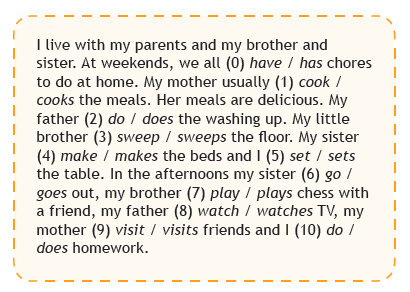 I live with my parents and my brother and
sister. At weekends, we all (0) have / has chores
to do at home. My mother usually (1) cook /
cooks the meals. Her meals are delicious. My
father (2) do / does the washing up. My little
brother (3) sweep / sweeps the floor. My sister
(4) make / makes the beds and I (5) set / sets
the table. In the afternoons my sister (6) go /
goes out, my brother (7) play / plays chess with
a friend, my father (8) watch / watches TV, my
mother (9) visit / visits friends and I (10) do /
does homework.